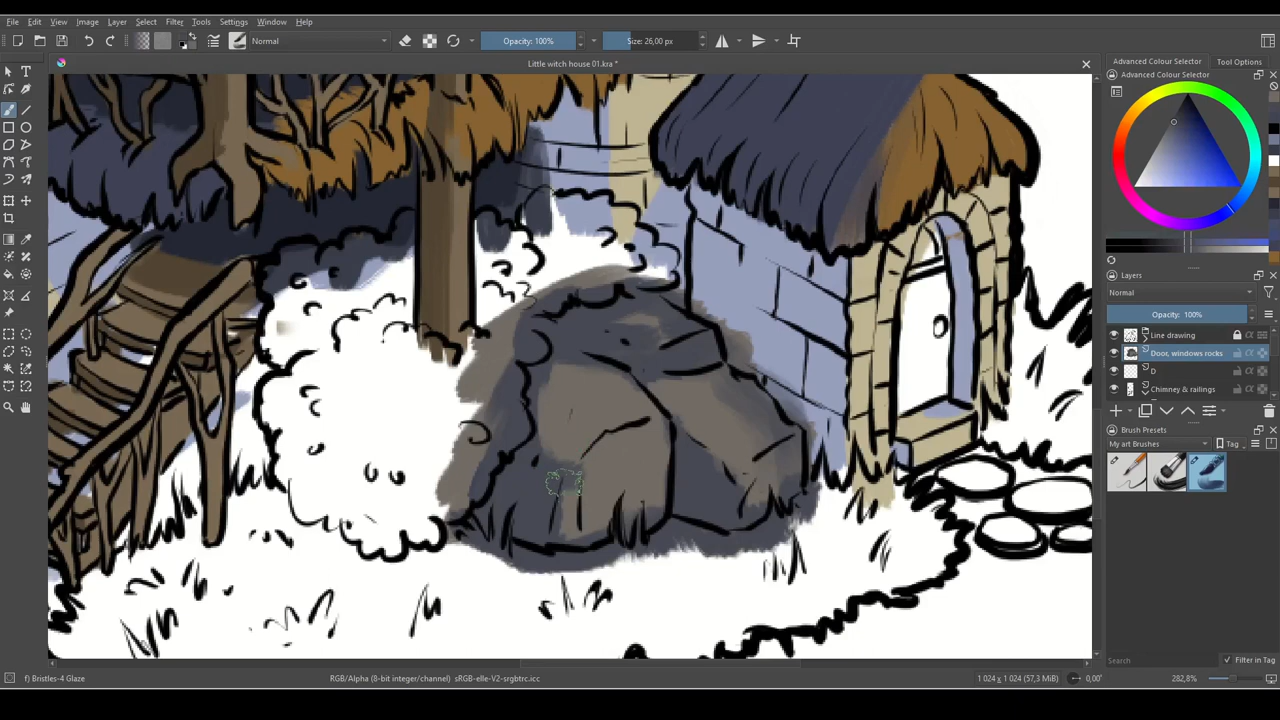 File Edit View Image Layer Select Filter Tools Settings Window Help
Normal Opacity: 100% Size: 26,00 px
Little witch house 01.kra *
Advanced Colour Selector Tool Options
Advanced Colour Selector
Layers
Normal
Opacity: 100%
Line drawing
Door, windows rocks
D
Chimney & railings
Brush Presets
My art Brushes Tag
Search Filter in Tag
f) Bristles-4 Glaze RGB/Alpha (8-bit integer/channel) sRGB-elle-V2-srgbtrc.icc 1 024 x 1 024 (57,3 MiB) 0,00° 282,8%